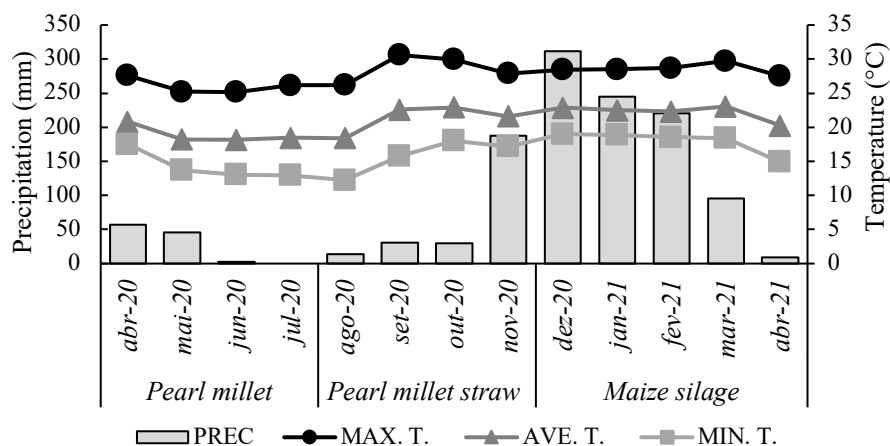 Precipitation (mm)
350
300
250
200
150
100
50
0
35
30
25
20
15
10
5
0
Temperature (°C)
abr-20
mai-20
jun-20
jul-20
ago-20
set-20
out-20
nov-20
dez-20
jan-21
fev-21
mar-21
abr-21
Pearl millet
Pearl millet straw
Maize silage
PREC
MAX. T.
AVE. T.
MIN. T.